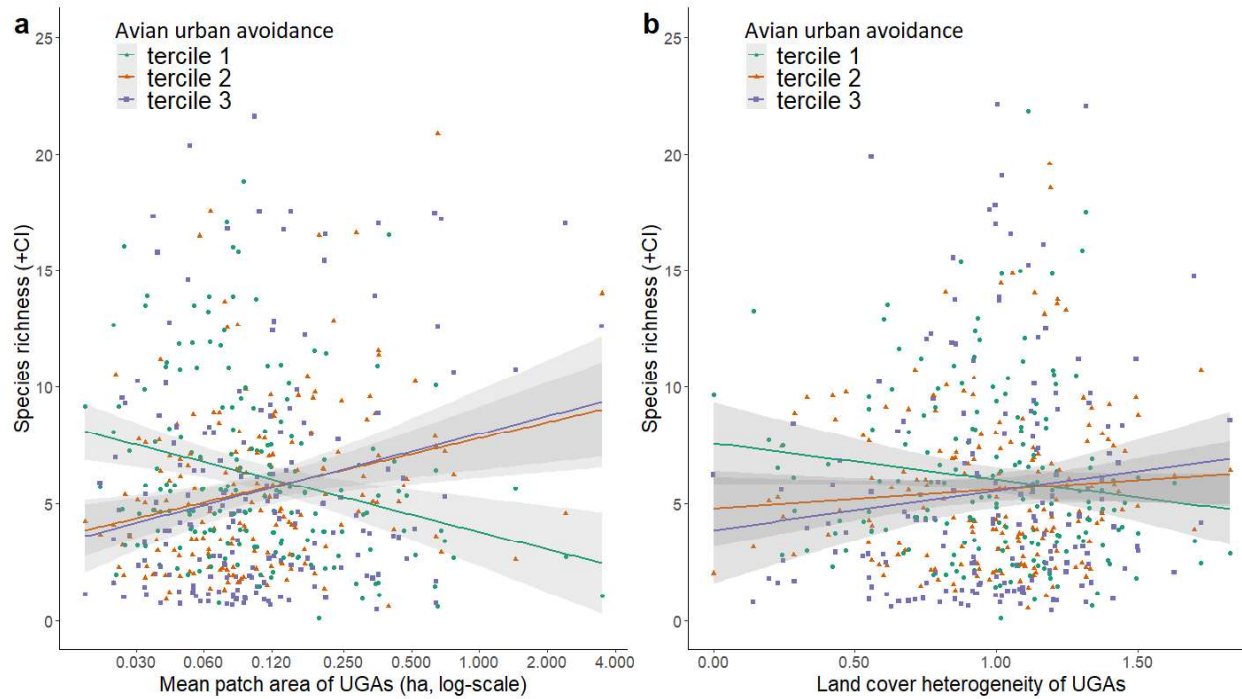 a
Avian urban avoidance
tercile 1
tercile 2
tercile 3
25
20
15
10
5
0
Species richness (+CI)
0.030 0.060 0.120 0.250 0.500 1.000 2.000 4.000
Mean patch area of UGAs (ha, log-scale)
b
Avian urban avoidance
tercile 1
tercile 2
tercile 3
25
20
15
10
5
0
Species richness (+CI)
0.00 0.50 1.00 1.50
Land cover heterogeneity of UGAs